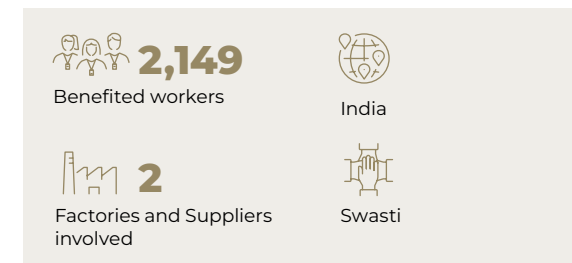 2,149
Benefited workers
India
2
Factories and Suppliers
involved
Swasti